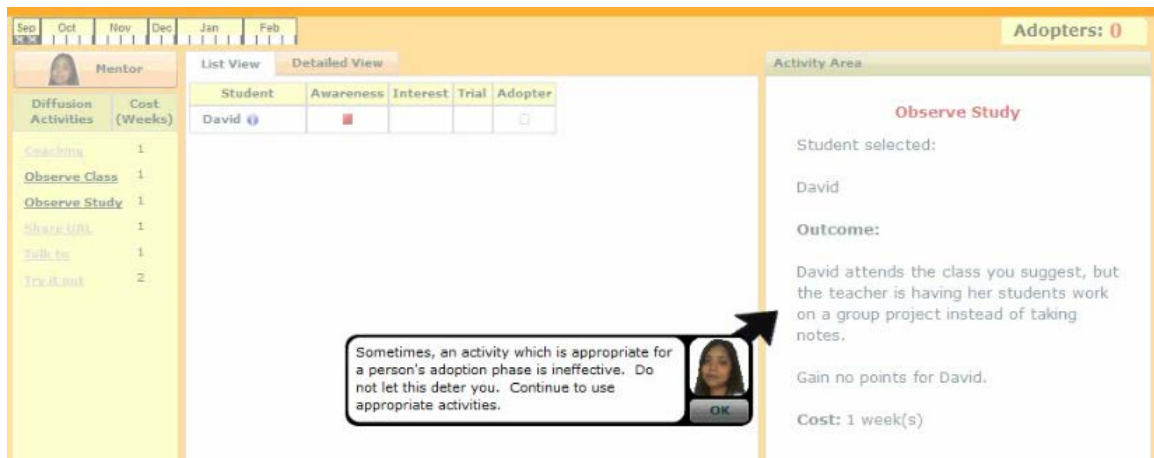 Sep Oct Nov Dec Jan Feb
Adopters: 0
Mentor
Diffusion Activities Cost (Weeks)
Coaching 1
Observe Class 1
Observe Study 1
Share URL 1
Talk to 1
Try it out 2
List View Detailed View
Student Awareness Interest Trial Adopter
David
Activity Area
Observe Study
Student selected:
David
Outcome:
David attends the class you suggest, but
the teacher is having her students work
on a group project instead of taking
notes.
Gain no points for David.
Cost: 1 week(s)
Sometimes, an activity which is appropriate for
a person's adoption phase is ineffective. Do
not let this deter you. Continue to use
appropriate activities.
OK